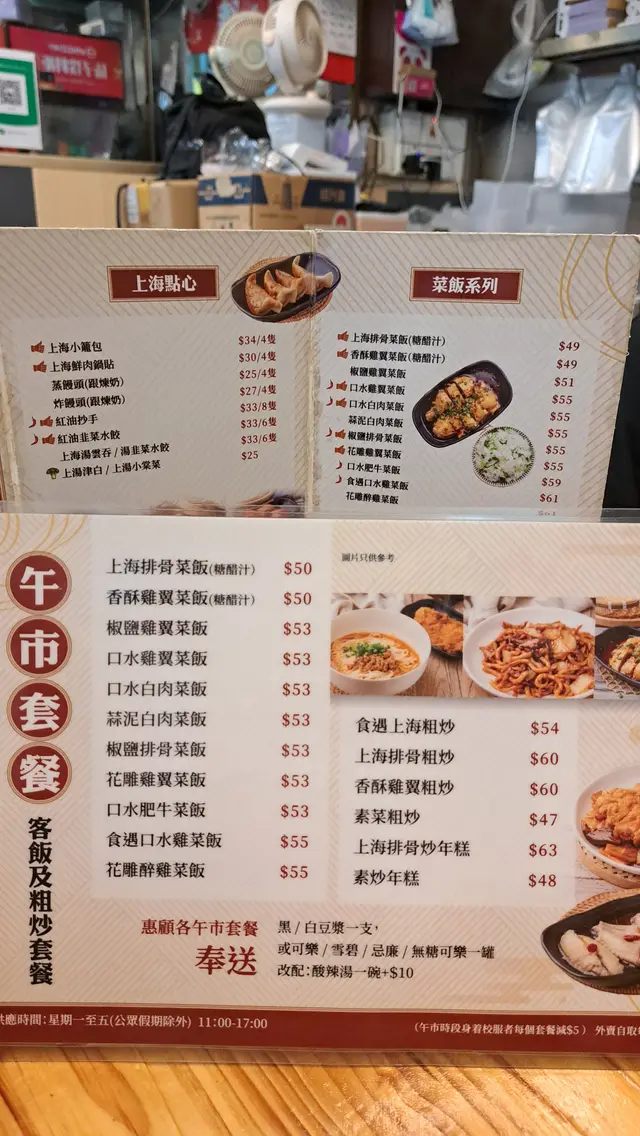 上海點心
上海小籠包 $34/4隻
上海鮮肉鍋貼 $30/4隻
蒸饅頭(跟煉奶) $25/4隻
炸饅頭(跟煉奶) $27/4隻
紅油抄手 $33/8隻
紅油韭菜水餃 $33/6隻
上海湯雲吞 / 湯韭菜水餃 $33/6隻
上湯津白 / 上湯小棠菜 $25
菜飯系列
上海排骨菜飯(糖醋汁) $49
香酥雞翼菜飯(糖醋汁) $49
椒鹽雞翼菜飯 $51
口水雞翼菜飯 $55
口水白肉菜飯 $55
蒜泥白肉菜飯 $55
椒鹽排骨菜飯 $55
花雕雞翼菜飯 $55
口水肥牛菜飯 $55
食遇口水雞菜飯 $59
花雕醉雞菜飯 $61
午市套餐
客飯及粗炒套餐
上海排骨菜飯(糖醋汁) $50
香酥雞翼菜飯(糖醋汁) $50
椒鹽雞翼菜飯 $53
口水雞翼菜飯 $53
口水白肉菜飯 $53
蒜泥白肉菜飯 $53
椒鹽排骨菜飯 $53
花雕雞翼菜飯 $53
口水肥牛菜飯 $53
食遇口水雞菜飯 $55
花雕醉雞菜飯 $55
圖片只供參考
食遇上海粗炒 $54
上海排骨粗炒 $60
香酥雞翼粗炒 $60
素菜粗炒 $47
上海排骨炒年糕 $63
素炒年糕 $48
惠顧各午市套餐
奉送
黑 / 白豆漿一支，
或可樂 / 雪碧 / 忌廉 / 無糖可樂一罐
改配：酸辣湯一碗+$10
供應時間：星期一至五(公眾假期除外) 11:00-17:00
（午市時段身着校服者每個套餐減$5） 外賣自取